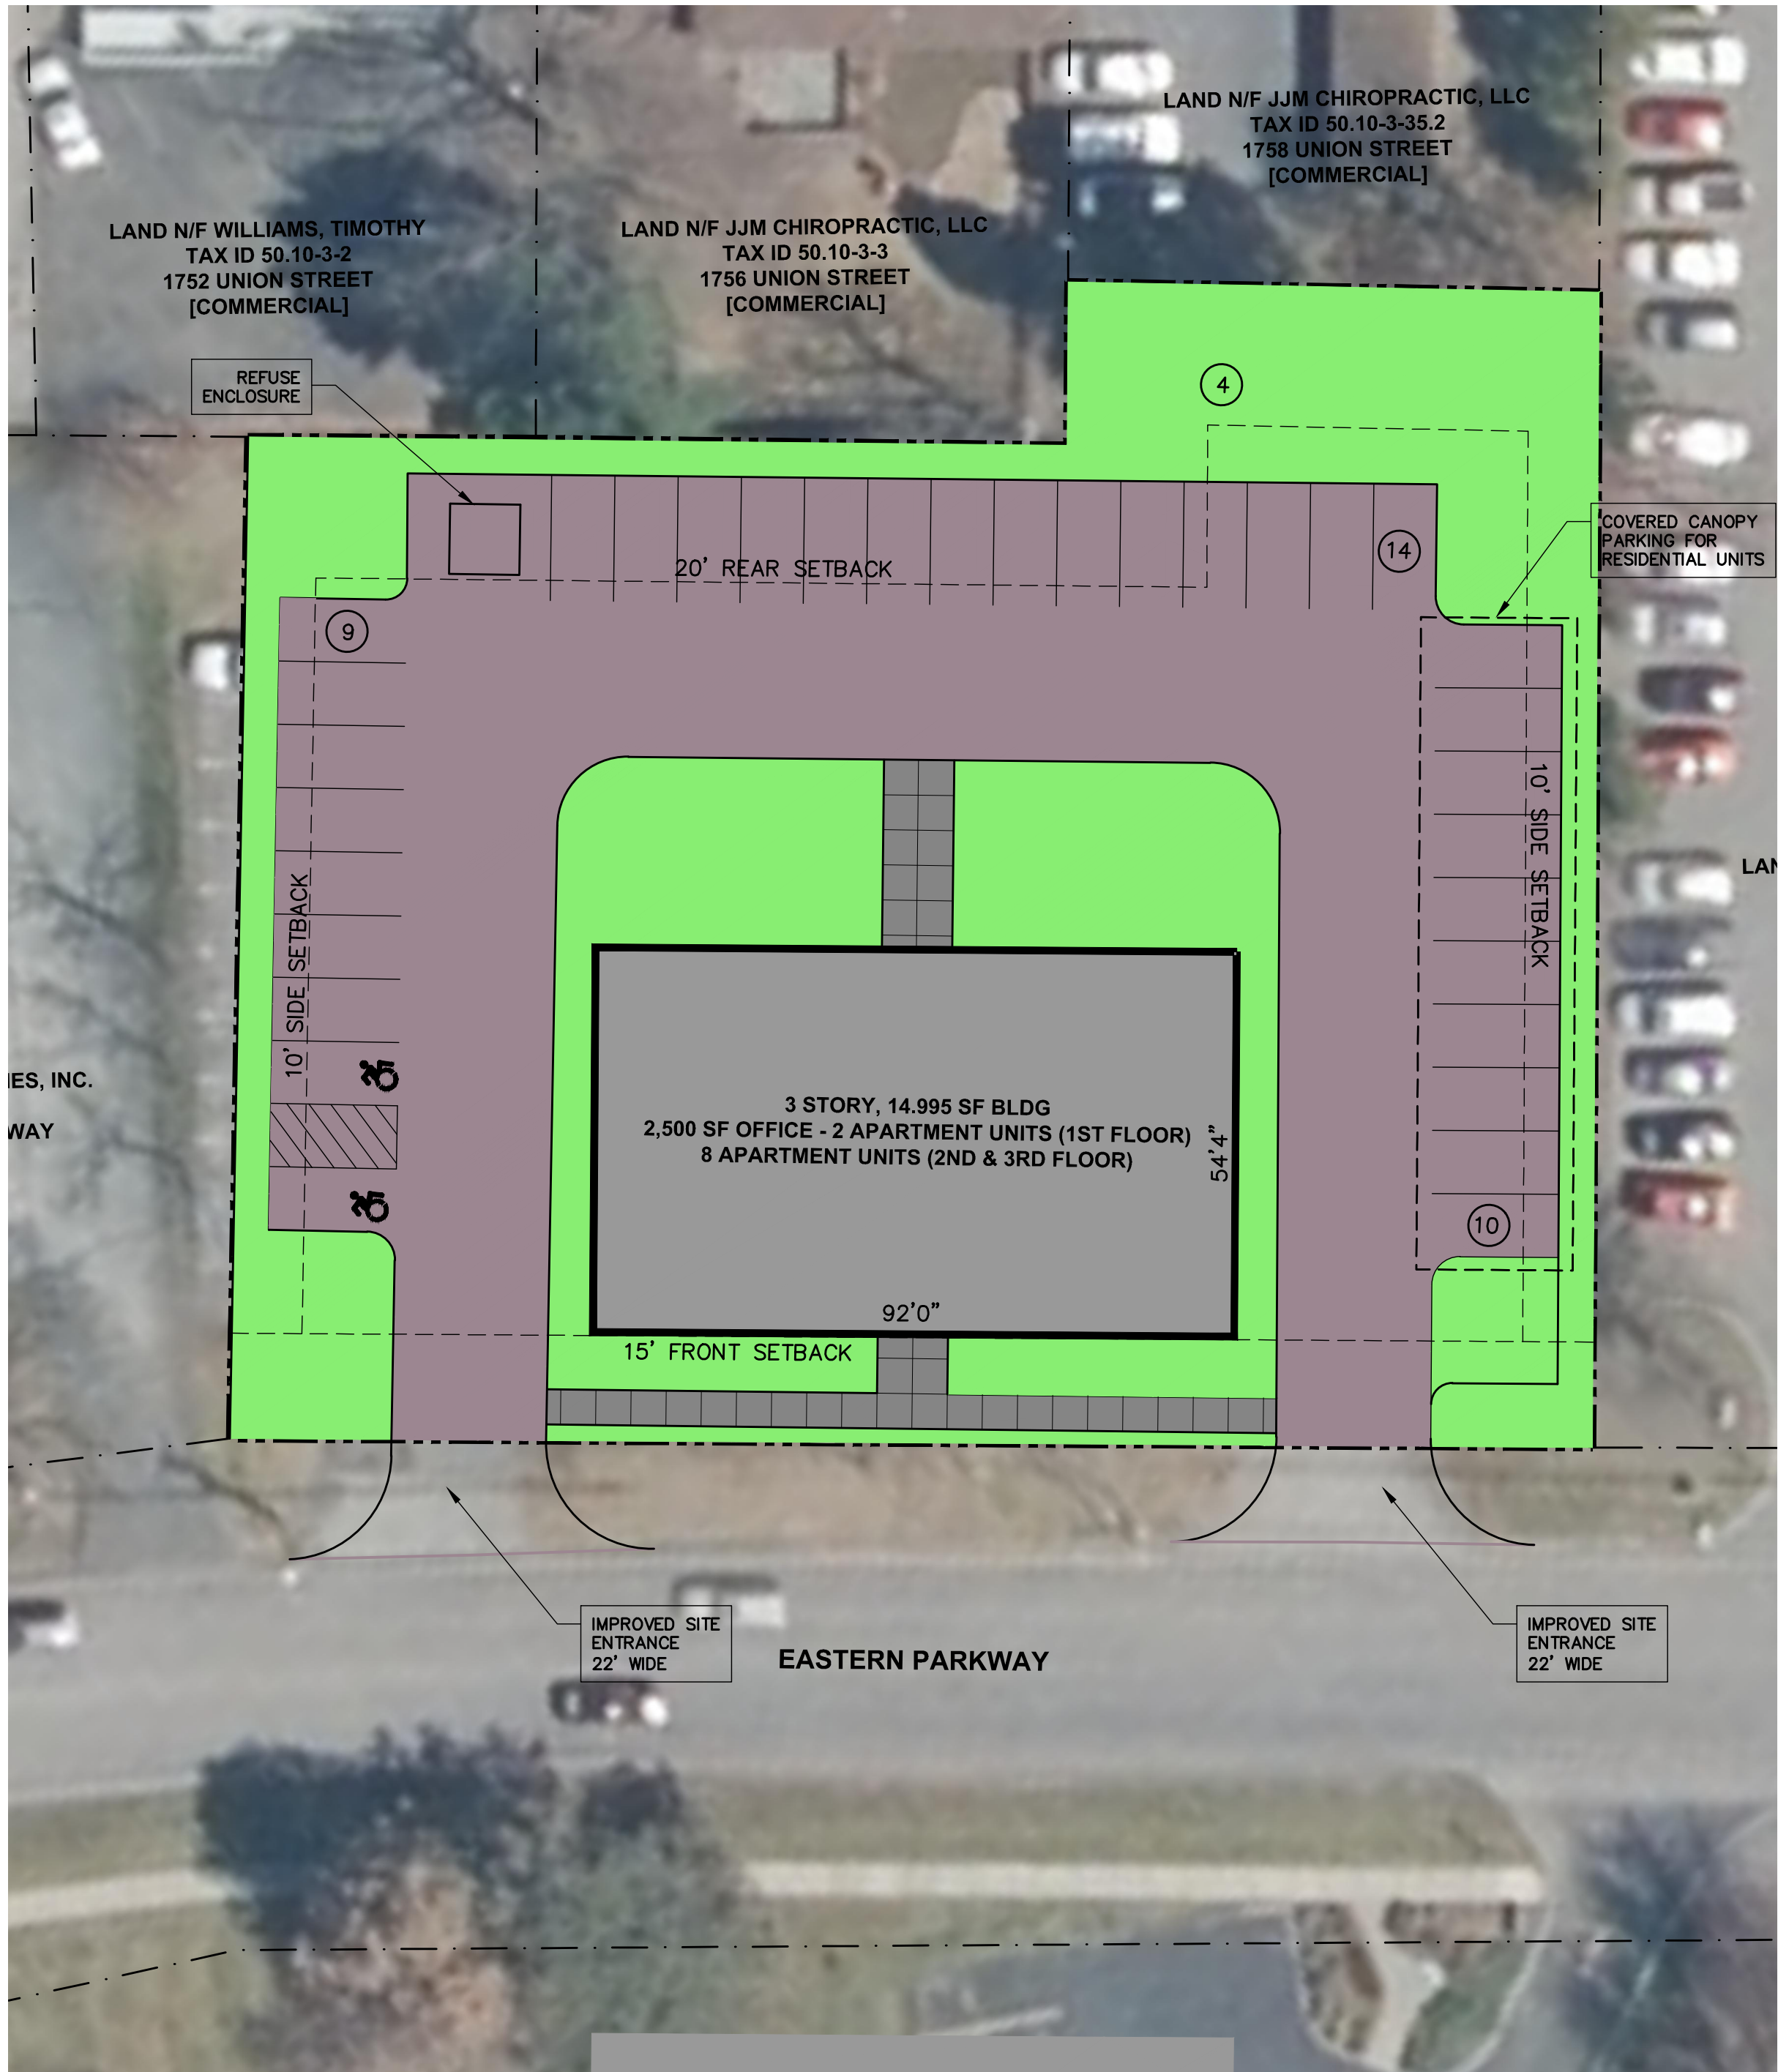 LAND N/F JJM CHIROPRACTIC, LLC
TAX ID 50.10-3-35.2
1758 UNION STREET
[COMMERCIAL]
LAND N/F WILLIAMS, TIMOTHY
TAX ID 50.10-3-2
1752 UNION STREET
[COMMERCIAL]
LAND N/F JJM CHIROPRACTIC, LLC
TAX ID 50.10-3-3
1756 UNION STREET
[COMMERCIAL]
REFUSE
ENCLOSURE
4
COVERED CANOPY
PARKING FOR
RESIDENTIAL UNITS
14
20' REAR SETBACK
9
10' SIDE SETBACK
10' SIDE SETBACK
LAN
IES, INC.
WAY
3 STORY, 14.995 SF BLDG
2,500 SF OFFICE - 2 APARTMENT UNITS (1ST FLOOR)
8 APARTMENT UNITS (2ND & 3RD FLOOR)
54'4"
10
92'0"
15' FRONT SETBACK
IMPROVED SITE
ENTRANCE
22' WIDE
EASTERN PARKWAY
IMPROVED SITE
ENTRANCE
22' WIDE